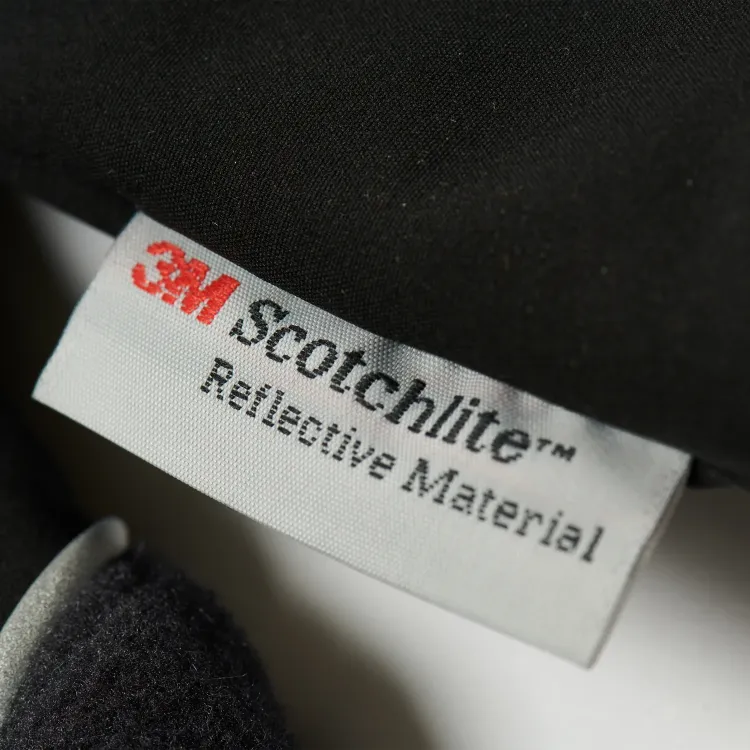 3M Scotchlite™
Reflective Material